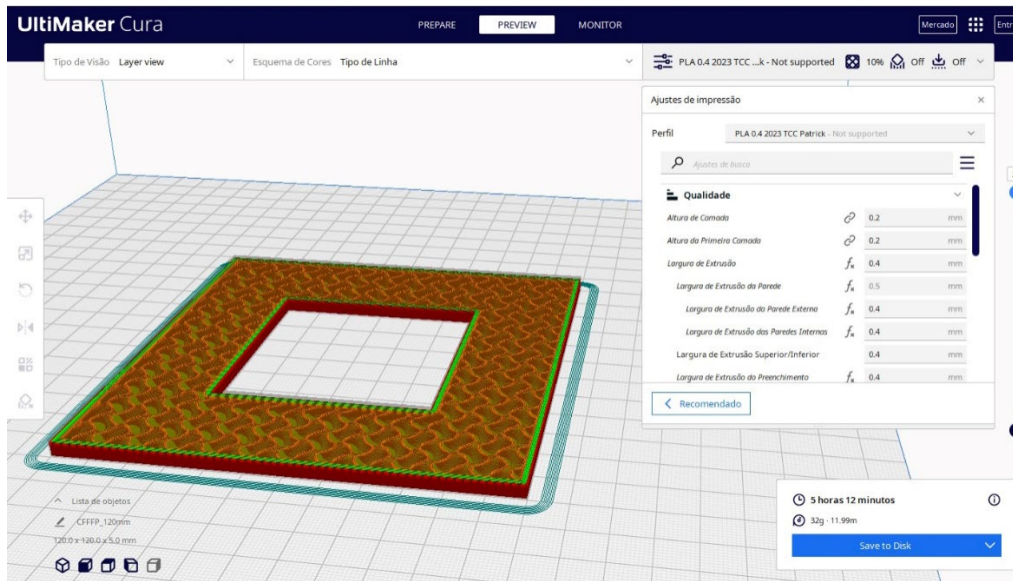 UltiMaker Cura PREPARE PREVIEW MONITOR Mercado Entr
Tipo de Visão Layer view Esquema de Cores Tipo de Linha PLA 0.4 2023 TCC ...k - Not supported 10% Off Off
Ajustes de impressão
Perfil PLA 0.4 2023 TCC Patrick - Not supported
Ajustes de busca
Qualidade
Altura de Camada 0.2 mm
Altura da Primeira Camada 0.2 mm
Largura de Extrusão 0.4 mm
Largura de Extrusão da Parede 0.5 mm
Largura de Extrusão da Parede Externa 0.4 mm
Largura de Extrusão das Paredes Internas 0.4 mm
Largura de Extrusão Superior/Inferior 0.4 mm
Largura de Extrusão do Preenchimento 0.4 mm
Recomendado
Lista de objetos
CFFFP_120mm
120.0 x 120.0 x 5.0 mm
5 horas 12 minutos
32g · 11.99m
Save to Disk